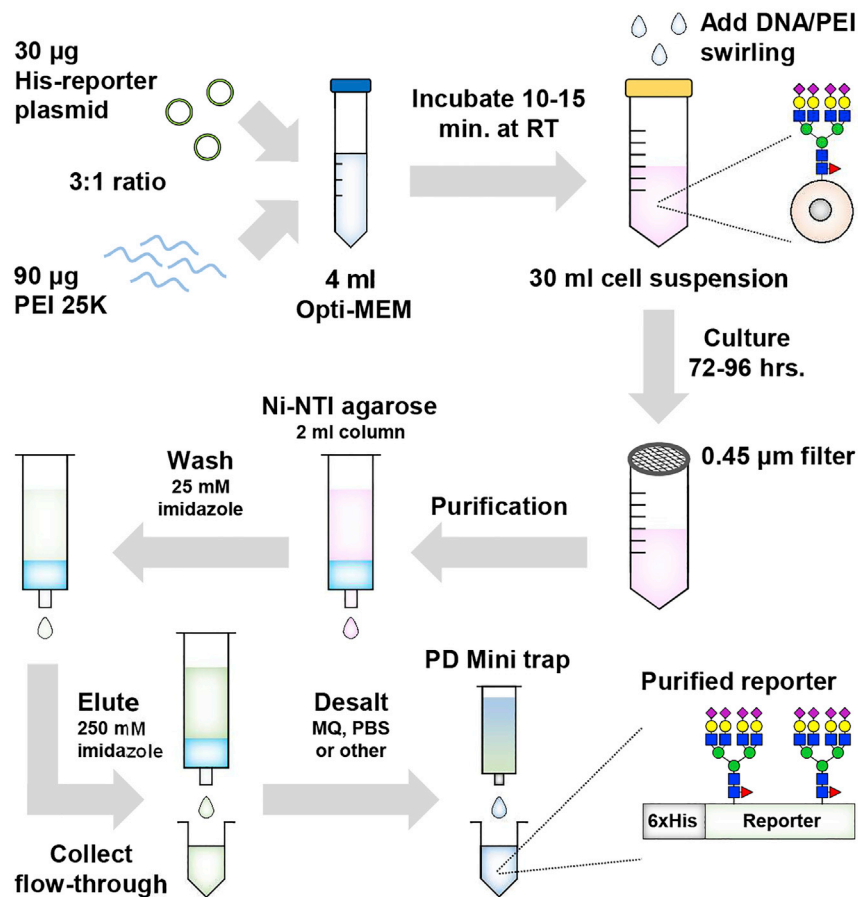 30 µg
His-reporter
plasmid
3:1 ratio
90 µg
PEI 25K
4 ml
Opti-MEM
Incubate 10-15
min. at RT
Add DNA/PEI
swirling
30 ml cell suspension
Culture
72-96 hrs.
0.45 µm filter
Purification
Ni-NTI agarose
2 ml column
Wash
25 mM
imidazole
Elute
250 mM
imidazole
Collect
flow-through
Desalt
MQ, PBS
or other
PD Mini trap
Purified reporter
6xHis
Reporter